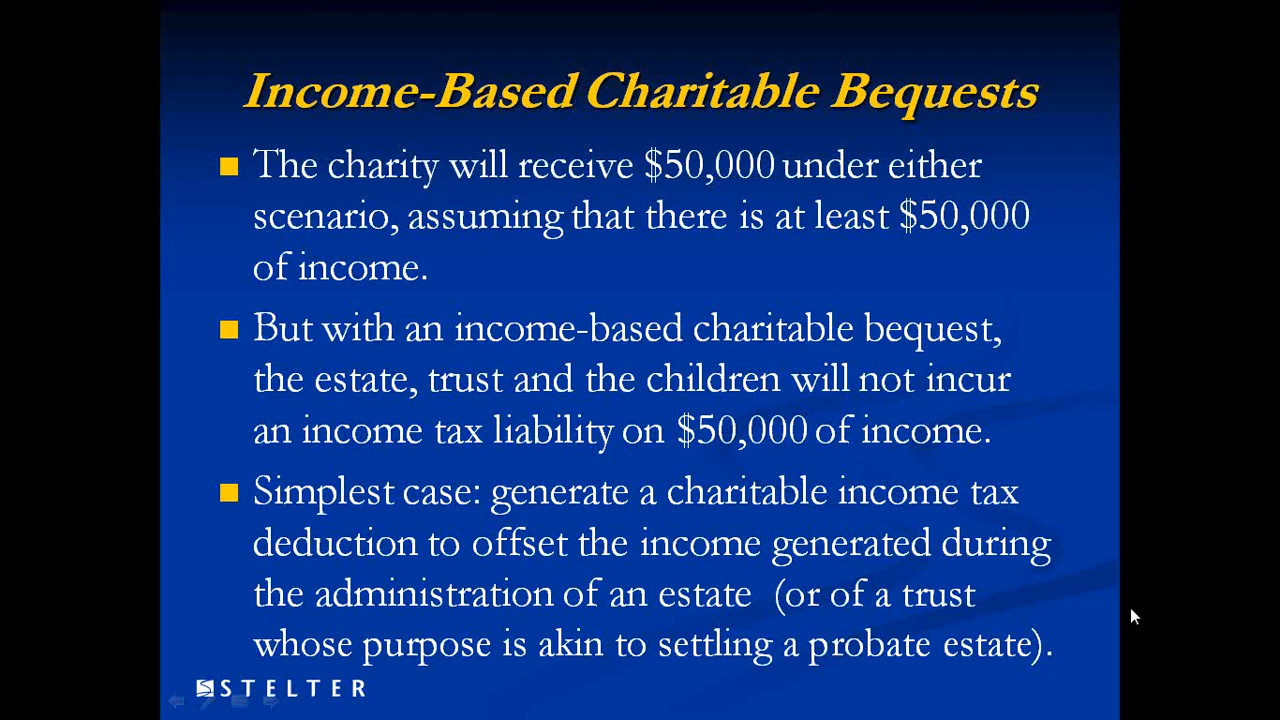 Income-Based Charitable Bequests
The charity will receive $50,000 under either
scenario, assuming that there is at least $50,000
of income.
But with an income-based charitable bequest,
the estate, trust and the children will not incur
an income tax liability on $50,000 of income.
Simplest case: generate a charitable income tax
deduction to offset the income generated during
the administration of an estate (or of a trust
whose purpose is akin to settling a probate estate).
STELTER